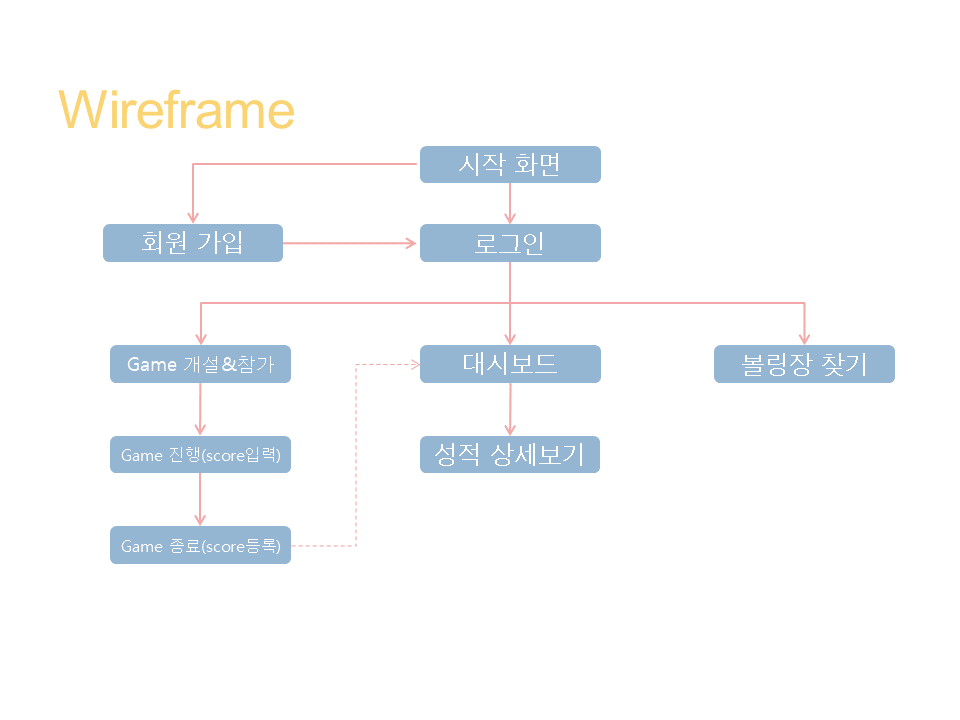 Wireframe
시작 화면
회원 가입
로그인
Game 개설&참가
대시보드
볼링장 찾기
Game 진행(score입력)
성적 상세보기
Game 종료(score등록)